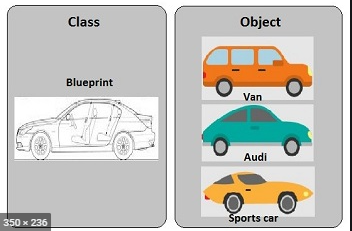 Class
Blueprint
Object
Van
Audi
Sports car
350 × 236